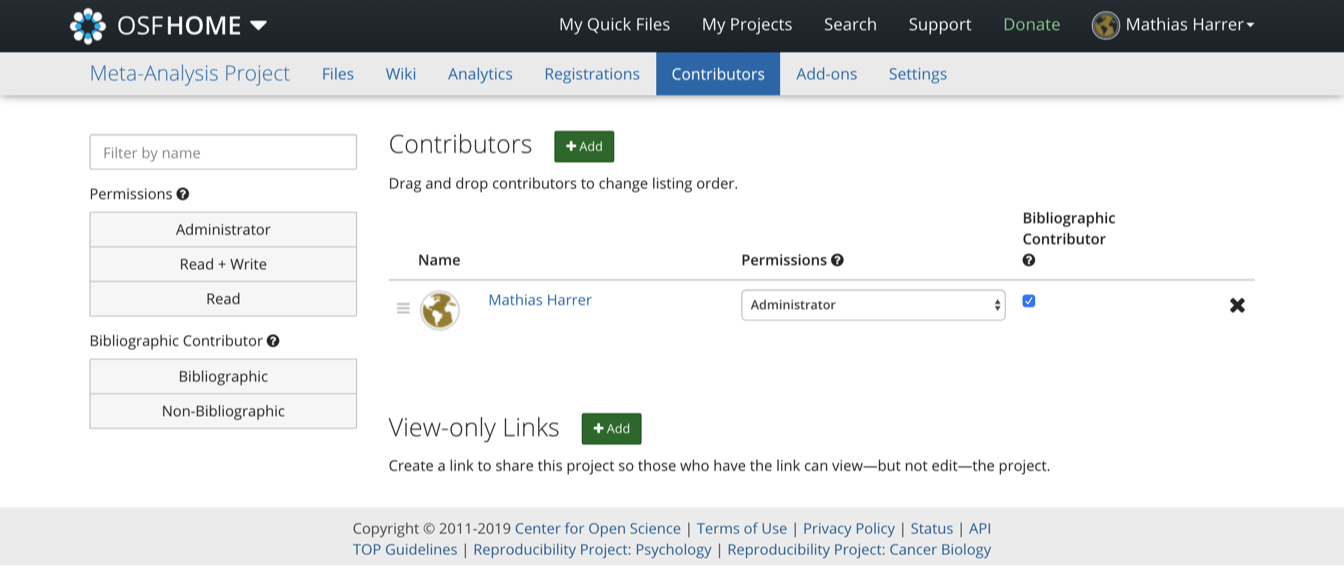 OSFHOME My Quick Files My Projects Search Support Donate Mathias Harrer
Meta-Analysis Project Files Wiki Analytics Registrations Contributors Add-ons Settings
Filter by name
Permissions ?
Administrator
Read + Write
Read
Bibliographic Contributor ?
Bibliographic
Non-Bibliographic
Contributors + Add
Drag and drop contributors to change listing order.
Name Permissions ? Bibliographic
Contributor
?
Mathias Harrer Administrator
View-only Links + Add
Create a link to share this project so those who have the link can view—but not edit—the project.
Copyright © 2011-2019 Center for Open Science | Terms of Use | Privacy Policy | Status | API
TOP Guidelines | Reproducibility Project: Psychology | Reproducibility Project: Cancer Biology